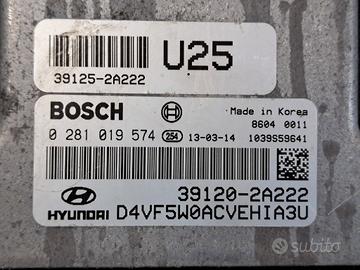 U25
39125-2A222
BOSCH
Made in Korea
8604 0011
0 281 019 574 254 13-03-14 1039S59641
39120-2A222
HYUNDAI D4VF5W0ACVEHIA3U
subito